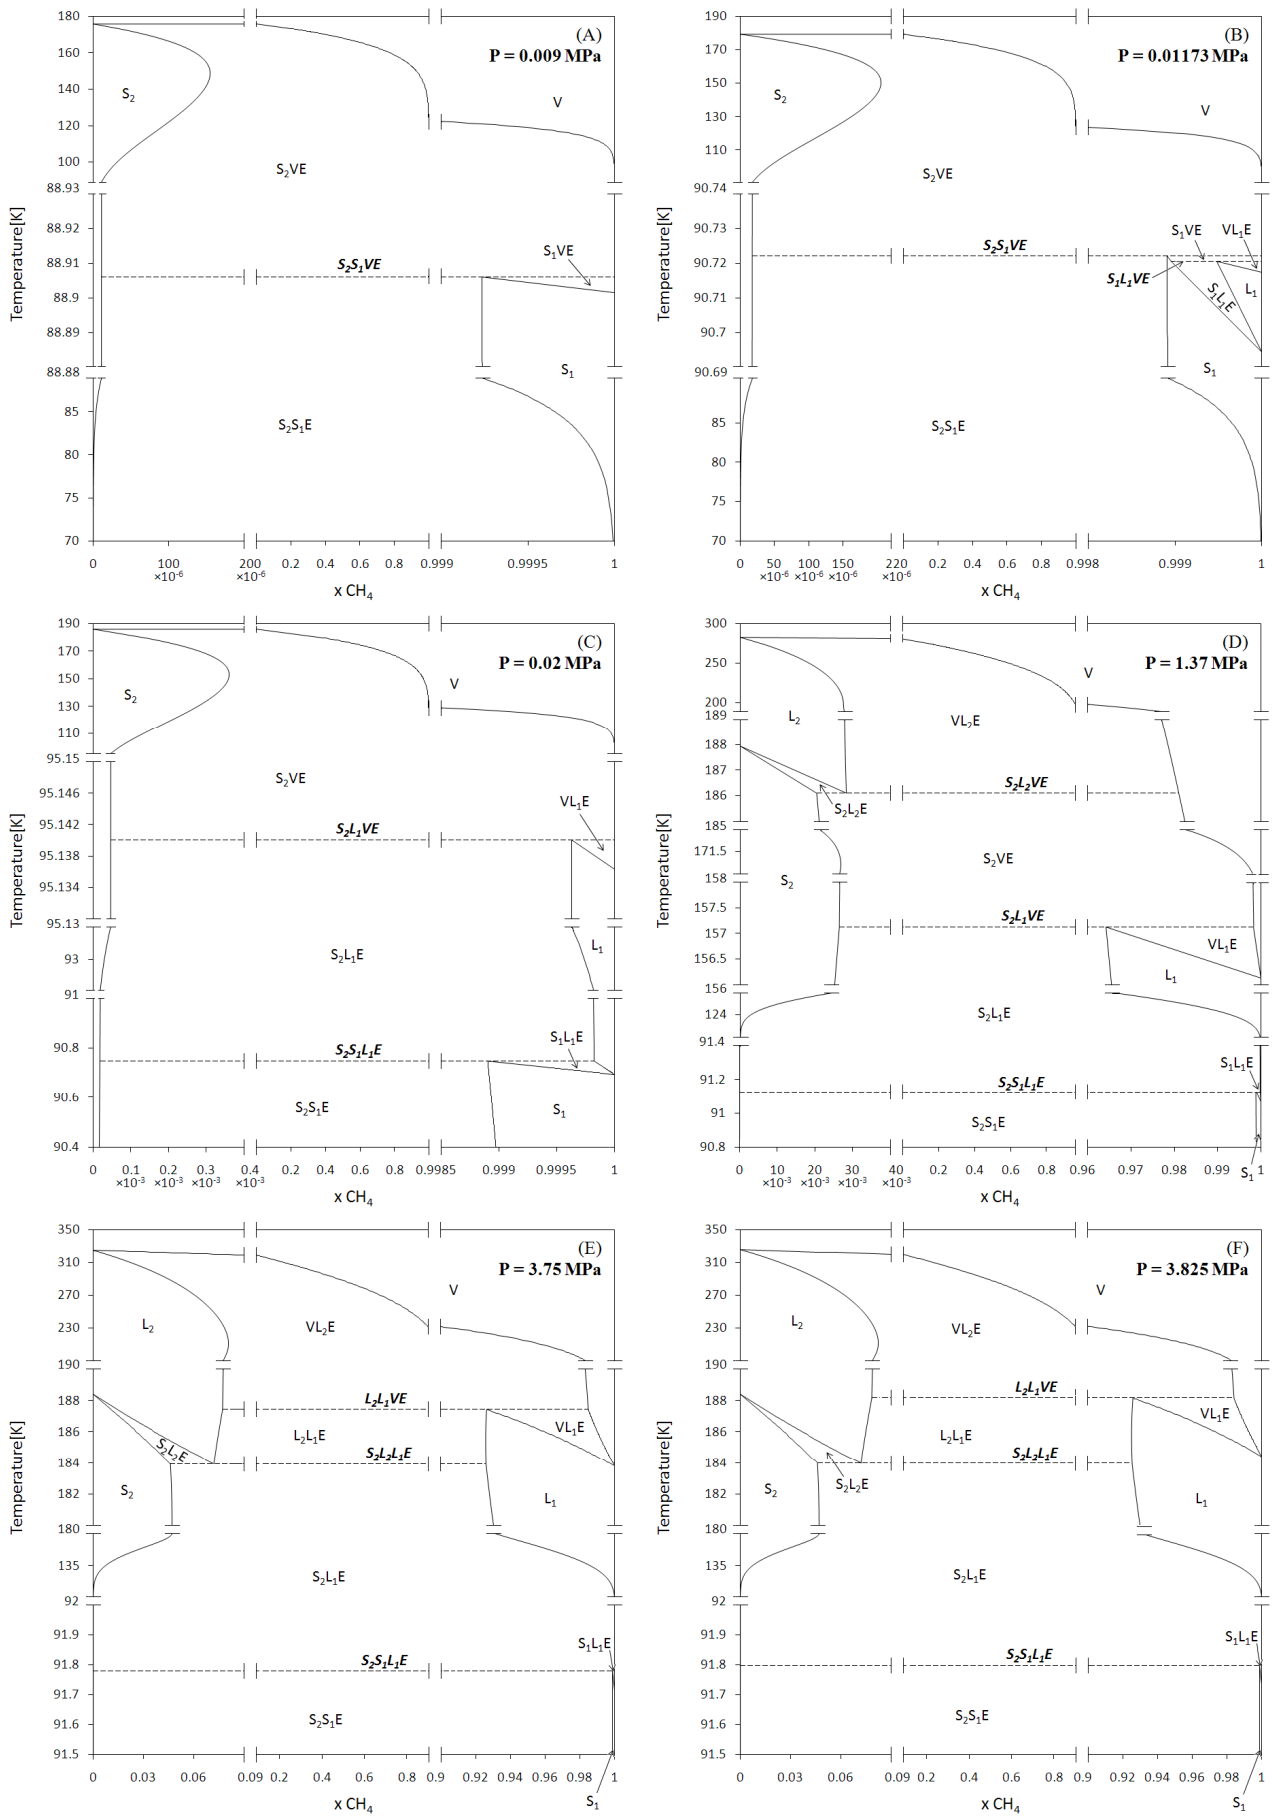 (A)
P = 0.009 MPa
Temperature[K]
180
160
140
120
100
88.93
88.92
88.91
88.9
88.89
88.88
85
80
75
70
S2
V
S2VE
S2S1VE
S1VE
S1
S2S1E
0 100 ×10-6 200 ×10-6 0.2 0.4 0.6 0.8 0.999 0.9995 1
x CH4
(B)
P = 0.01173 MPa
Temperature[K]
190
170
150
130
110
90.74
90.73
90.72
90.71
90.7
90.69
85
80
75
70
S2
V
S2VE
S2S1VE
S1VE
VL1E
S1L1VE
S1L1E
L1
S1
S2S1E
0 50 ×10-6 100 ×10-6 150 ×10-6 220 ×10-6 0.2 0.4 0.6 0.8 0.998 0.999 1
x CH4
(C)
P = 0.02 MPa
Temperature[K]
190
170
150
130
110
95.15
95.146
95.142
95.138
95.134
95.13
93
91
90.8
90.6
90.4
S2
V
S2VE
VL1E
S2L1VE
L1
S2L1E
S1L1E
S2S1L1E
S2S1E
S1
0 0.1 ×10-3 0.2 ×10-3 0.3 ×10-3 0.4 ×10-3 0.2 0.4 0.6 0.8 0.9985 0.999 0.9995 1
x CH4
(D)
P = 1.37 MPa
Temperature[K]
300
250
200
189
188
187
186
185
171.5
158
157.5
157
156.5
156
124
91.4
91.2
91
90.8
V
L2
VL2E
S2L2VE
S2L2E
S2VE
S2
S2L1VE
VL1E
L1
S2L1E
S1L1E
S2S1L1E
S2S1E
S1
0 10 ×10-3 20 ×10-3 30 ×10-3 40 ×10-3 0.2 0.4 0.6 0.8 0.96 0.97 0.98 0.99 1
x CH4
(E)
P = 3.75 MPa
Temperature[K]
350
310
270
230
190
188
186
184
182
180
135
92
91.9
91.8
91.7
91.6
91.5
V
L2
VL2E
L2L1VE
VL1E
L2L1E
S2L2E
S2L2L1E
S2
L1
S2L1E
S1L1E
S2S1L1E
S2S1E
S1
0 0.03 0.06 0.09 0.2 0.4 0.6 0.8 0.9 0.92 0.94 0.96 0.98 1
x CH4
(F)
P = 3.825 MPa
Temperature[K]
350
310
270
230
190
188
186
184
182
180
135
92
91.9
91.8
91.7
91.6
91.5
V
L2
VL2E
L2L1VE
VL1E
L2L1E
S2L2L1E
S2L2E
S2
L1
S2L1E
S1L1E
S2S1L1E
S2S1E
S1
0 0.03 0.06 0.09 0.2 0.4 0.6 0.8 0.9 0.92 0.94 0.96 0.98 1
x CH4